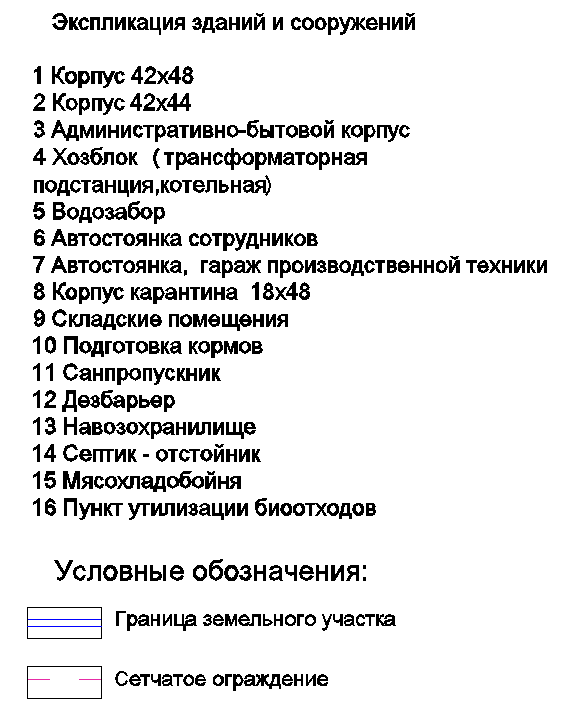 Экспликация зданий и сооружений
1 Корпус 42х48
2 Корпус 42х44
3 Административно-бытовой корпус
4 Хозблок ( трансформаторная
подстанция,котельная)
5 Водозабор
6 Автостоянка сотрудников
7 Автостоянка, гараж производственной техники
8 Корпус карантина 18х48
9 Складские помещения
10 Подготовка кормов
11 Санпропускник
12 Дезбарьер
13 Навозохранилище
14 Септик - отстойник
15 Мясохладобойня
16 Пункт утилизации биоотходов
Условные обозначения:
Граница земельного участка
Сетчатое ограждение